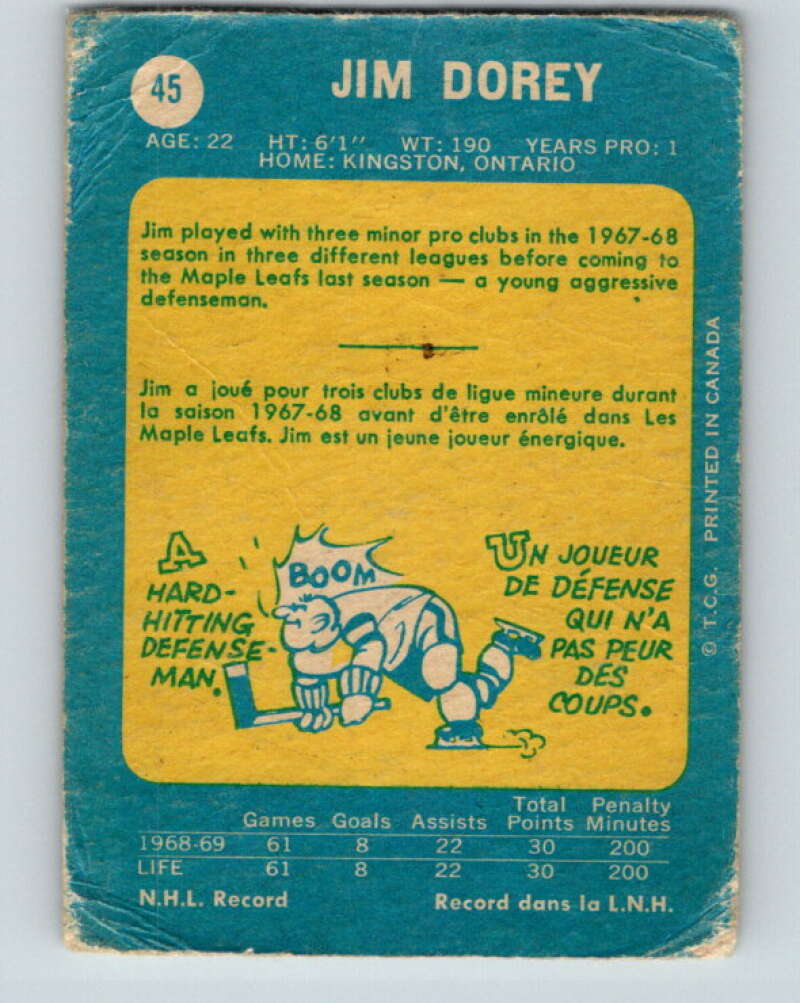 45
JIM DOREY
AGE: 22 HT: 6'1" WT: 190 YEARS PRO: 1
HOME: KINGSTON, ONTARIO
Jim played with three minor pro clubs in the 1967-68
season in three different leagues before coming to
the Maple Leafs last season — a young aggressive
defenseman.
Jim a joué pour trois clubs de ligue mineure durant
la saison 1967-68 avant d'être enrôlé dans Les
Maple Leafs. Jim est un jeune joueur énergique.
A
HARD-
HITTING
DEFENSE-
MAN.
BOOM
UN JOUEUR
DE DÉFENSE
QUI N'A
PAS PEUR
DES
COUPS.
© T.C.G. PRINTED IN CANADA
Games Goals Assists Total Points Penalty Minutes
1968-69 61 8 22 30 200
LIFE 61 8 22 30 200
N.H.L. Record Record dans la L.N.H.